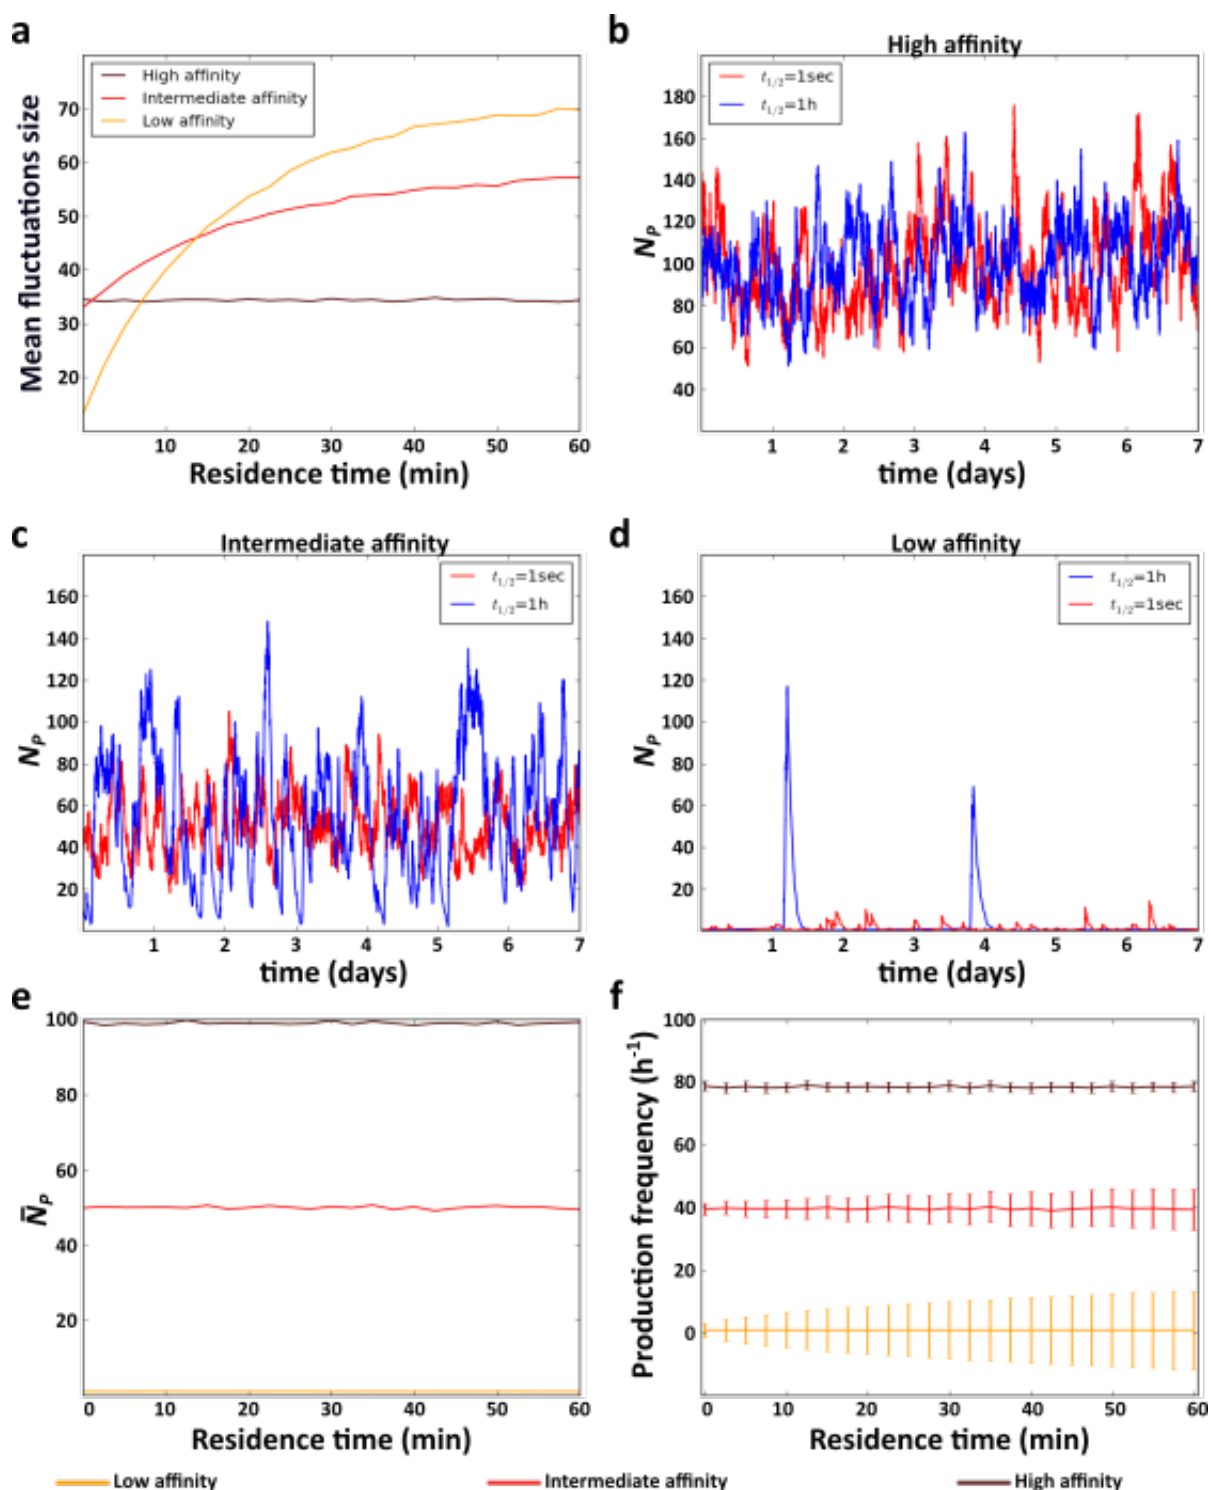 a
High affinity
Intermediate affinity
Low affinity
Mean fluctuations size
70
60
50
40
30
20
10 20 30 40 50 60
Residence time (min)
b
High affinity
t1/2=1sec
t1/2=1h
NP
180
160
140
120
100
80
60
40
1 2 3 4 5 6 7
time (days)
c
Intermediate affinity
t1/2=1sec
t1/2=1h
NP
160
140
120
100
80
60
40
20
1 2 3 4 5 6 7
time (days)
d
Low affinity
t1/2=1h
t1/2=1sec
NP
160
140
120
100
80
60
40
20
1 2 3 4 5 6 7
time (days)
e
N̄P
100
80
60
40
20
0 10 20 30 40 50 60
Residence time (min)
f
Production frequency (h-1)
100
80
60
40
20
0
0 10 20 30 40 50 60
Residence time (min)
Low affinity Intermediate affinity High affinity